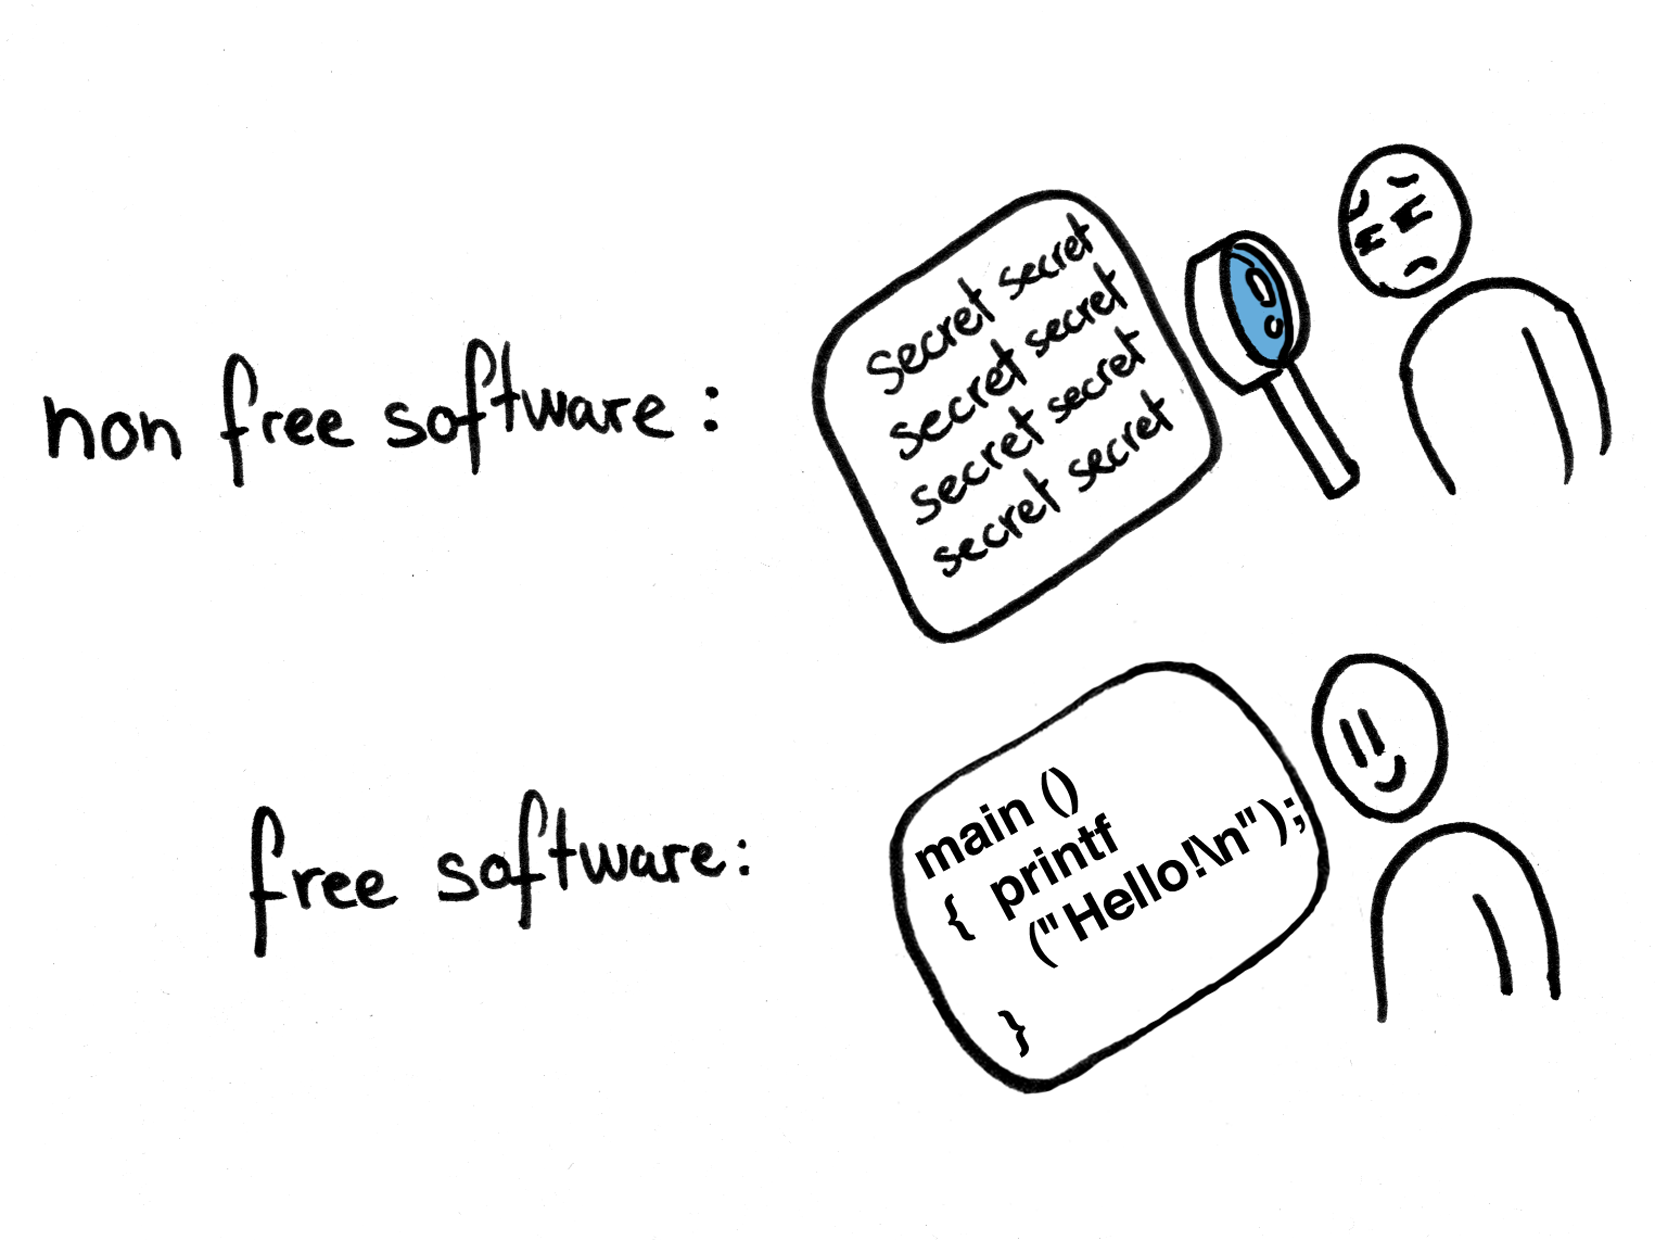 non free software:
secret secret
secret secret
secret secret
secret secret
free software:
main ()
{ printf
("Hello!\n");
}